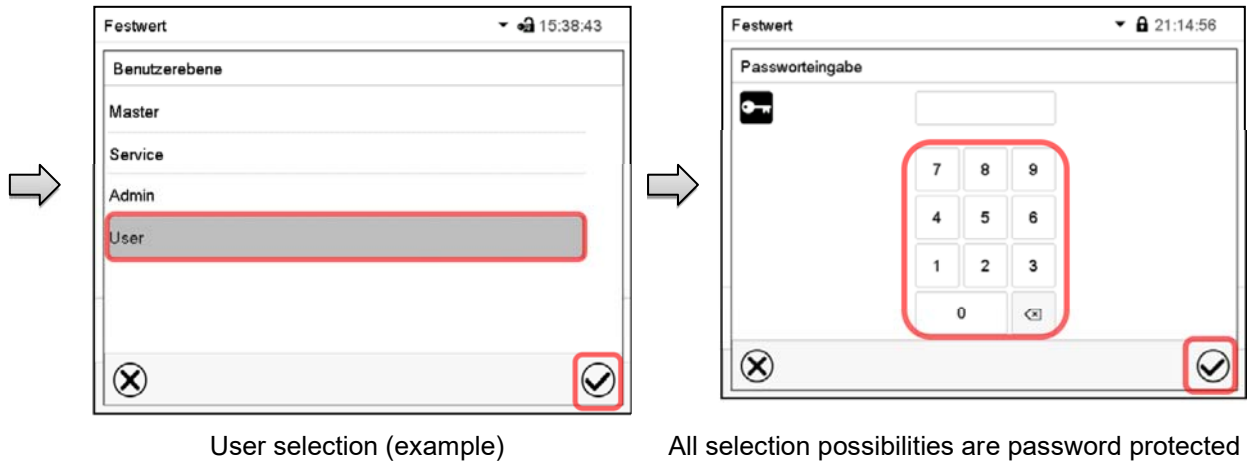 Festwert 15:38:43
Benutzerebene
Master
Service
Admin
User
User selection (example)
Festwert 21:14:56
Passworteingabe
7 8 9
4 5 6
1 2 3
0
All selection possibilities are password protected